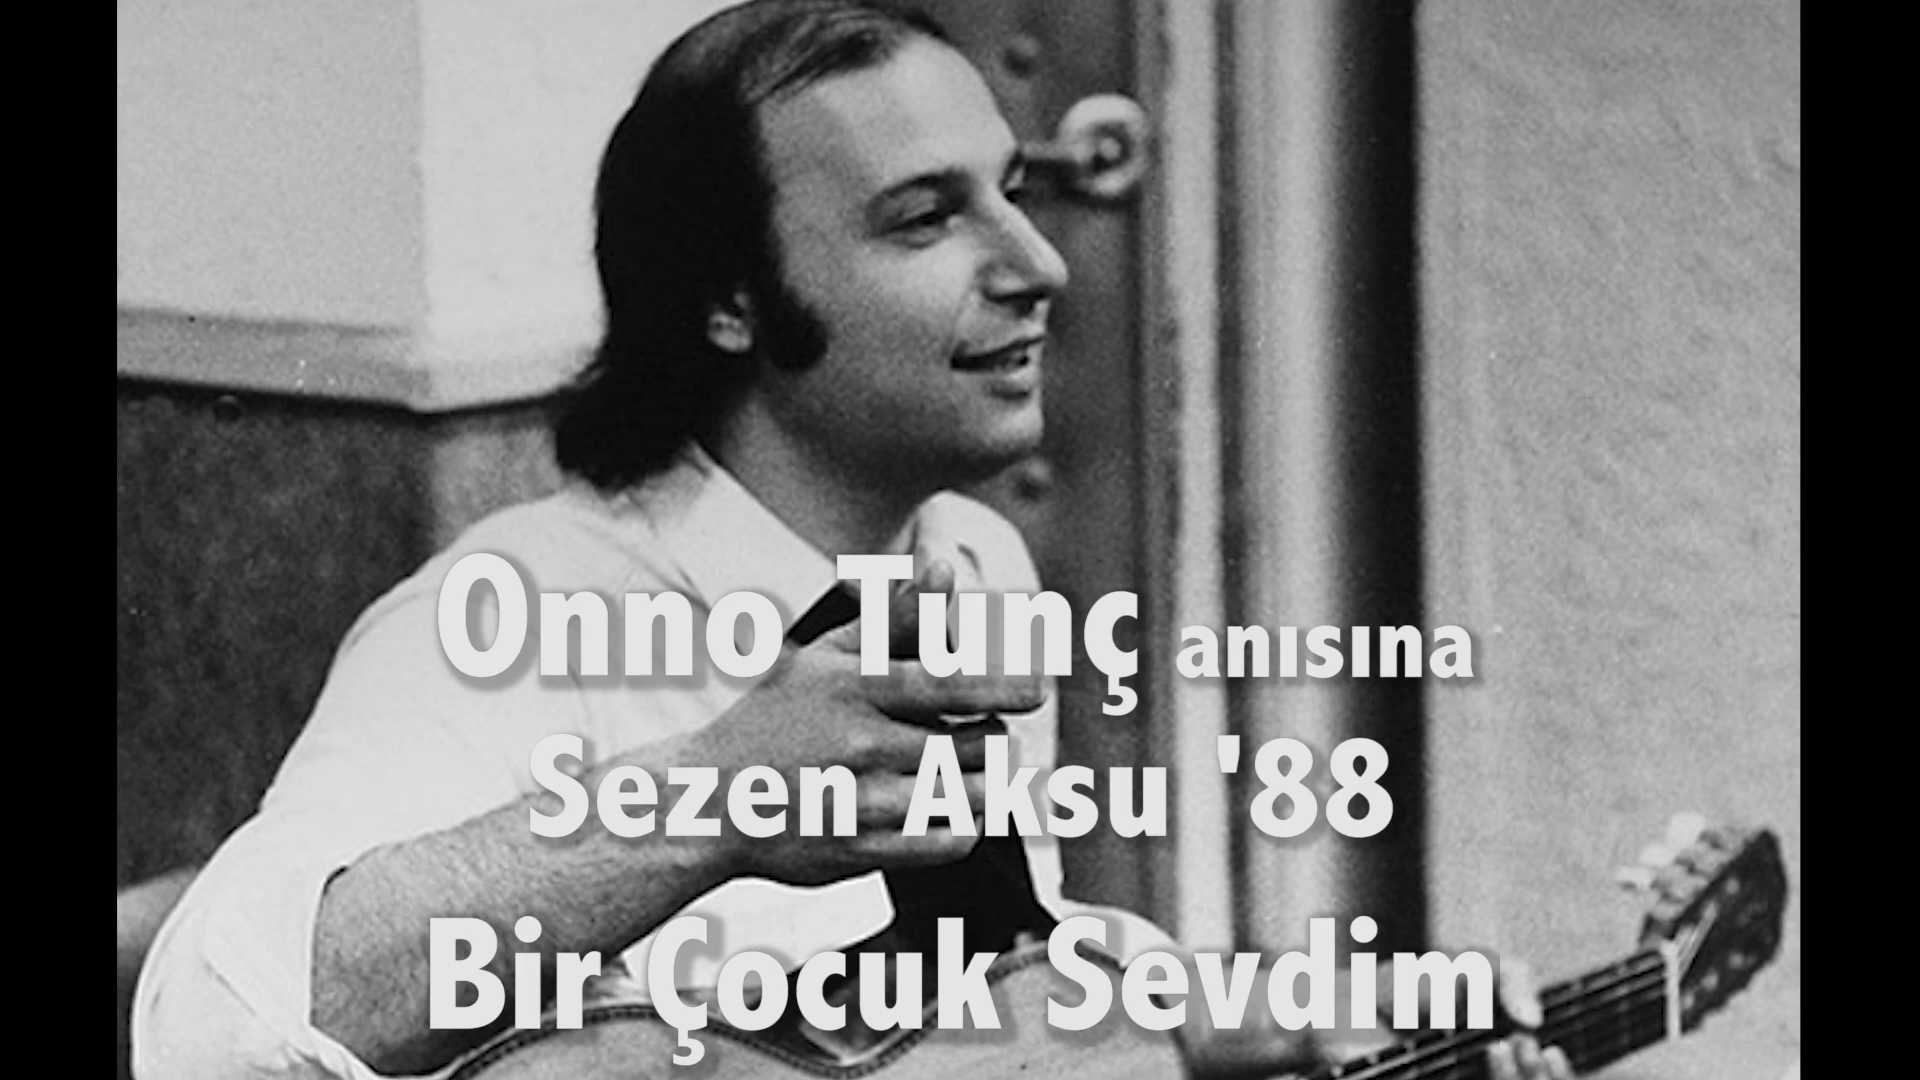 Onno Tunç anısına
Sezen Aksu '88
Bir Çocuk Sevdim